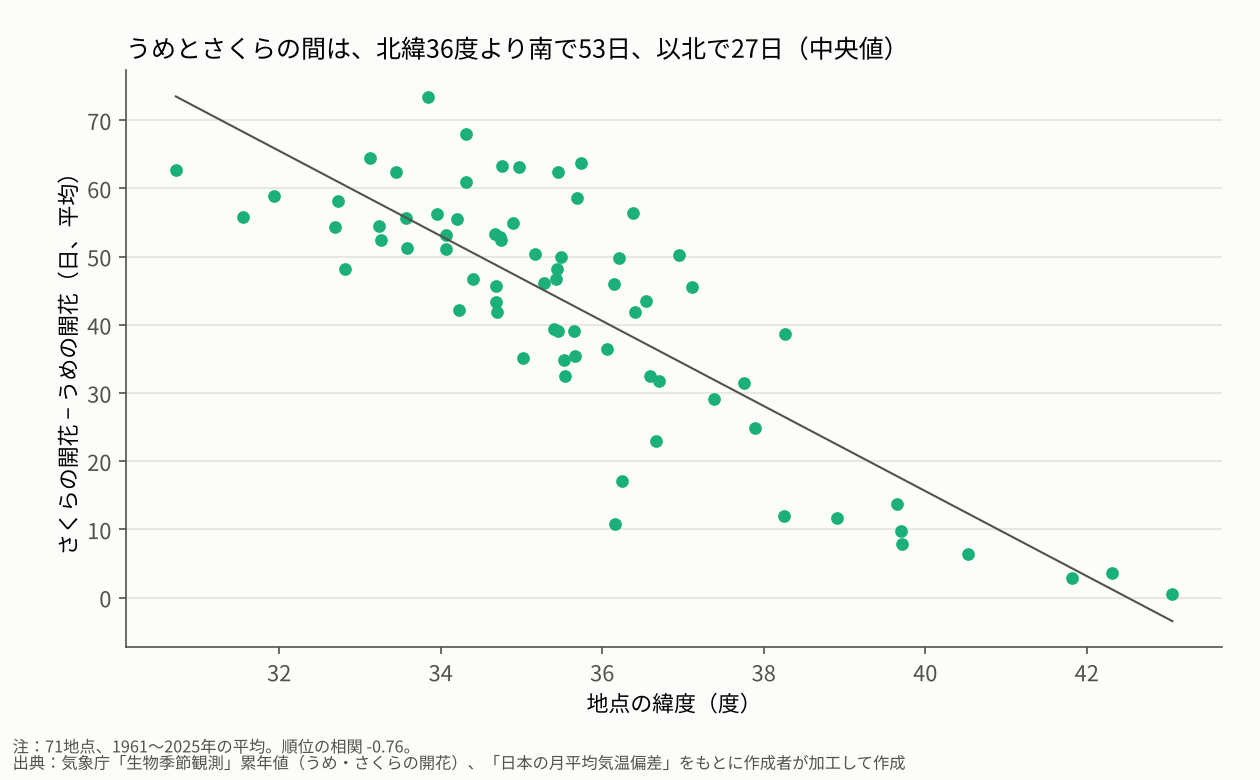 うめとさくらの間は、北緯36度より南で53日、以北で27日（中央値）
さくらの開花 − うめの開花（日、平均）
70
60
50
40
30
20
10
0
32
34
36
38
40
42
地点の緯度（度）
注：71地点、1961～2025年の平均。順位の相関 -0.76。
出典：気象庁「生物季節観測」累年値（うめ・さくらの開花）、「日本の月平均気温偏差」をもとに作成者が加工して作成